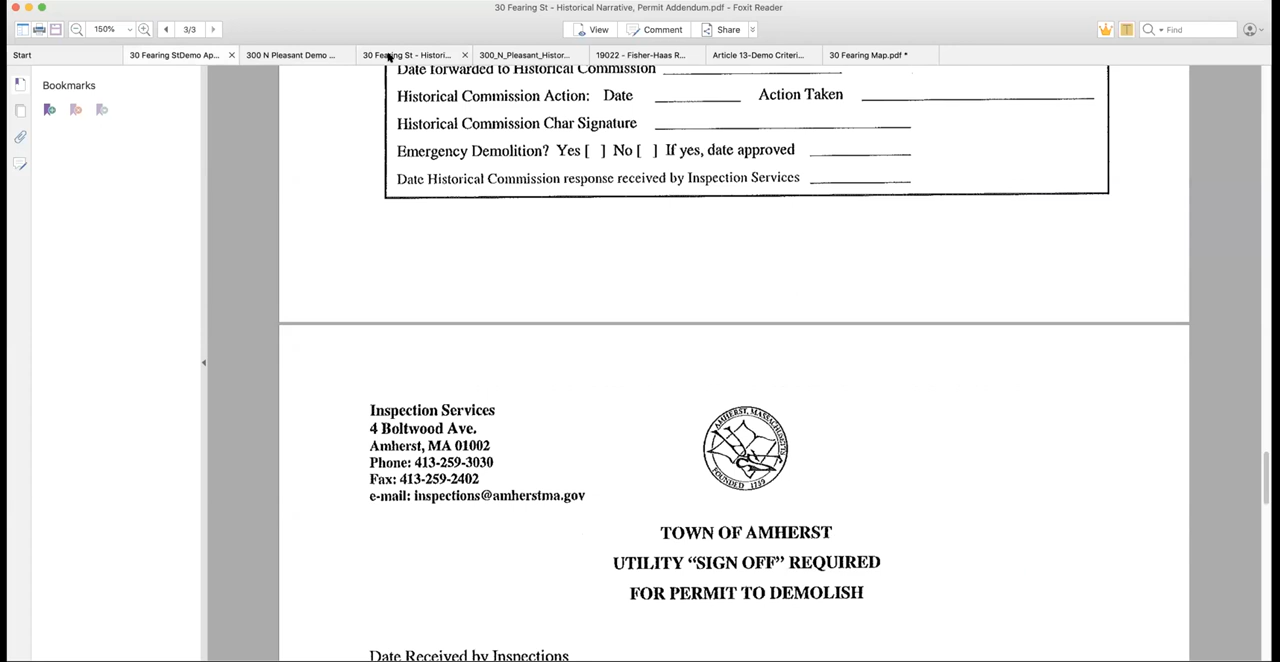 30 Fearing St - Historical Narrative, Permit Addendum.pdf - Foxit Reader
150%
3/3
View
Comment
Share
Find
Start
30 Fearing StDemo Ap...
300 N Pleasant Demo ...
30 Fearing St - Histori...
300_N_Pleasant_Histor...
19022 - Fisher-Haas R...
Article 13-Demo Criteri...
30 Fearing Map.pdf *
Bookmarks
Date forwarded to Historical Commission
Historical Commission Action: Date
Action Taken
Historical Commission Char Signature
Emergency Demolition? Yes [ ] No [ ] If yes, date approved
Date Historical Commission response received by Inspection Services
Inspection Services
4 Boltwood Ave.
Amherst, MA 01002
Phone: 413-259-3030
Fax: 413-259-2402
e-mail: inspections@amherstma.gov
AMHERST, MASSACHUSETTS
FOUNDED 1759
TOWN OF AMHERST
UTILITY “SIGN OFF” REQUIRED
FOR PERMIT TO DEMOLISH
Date Received by Inspections